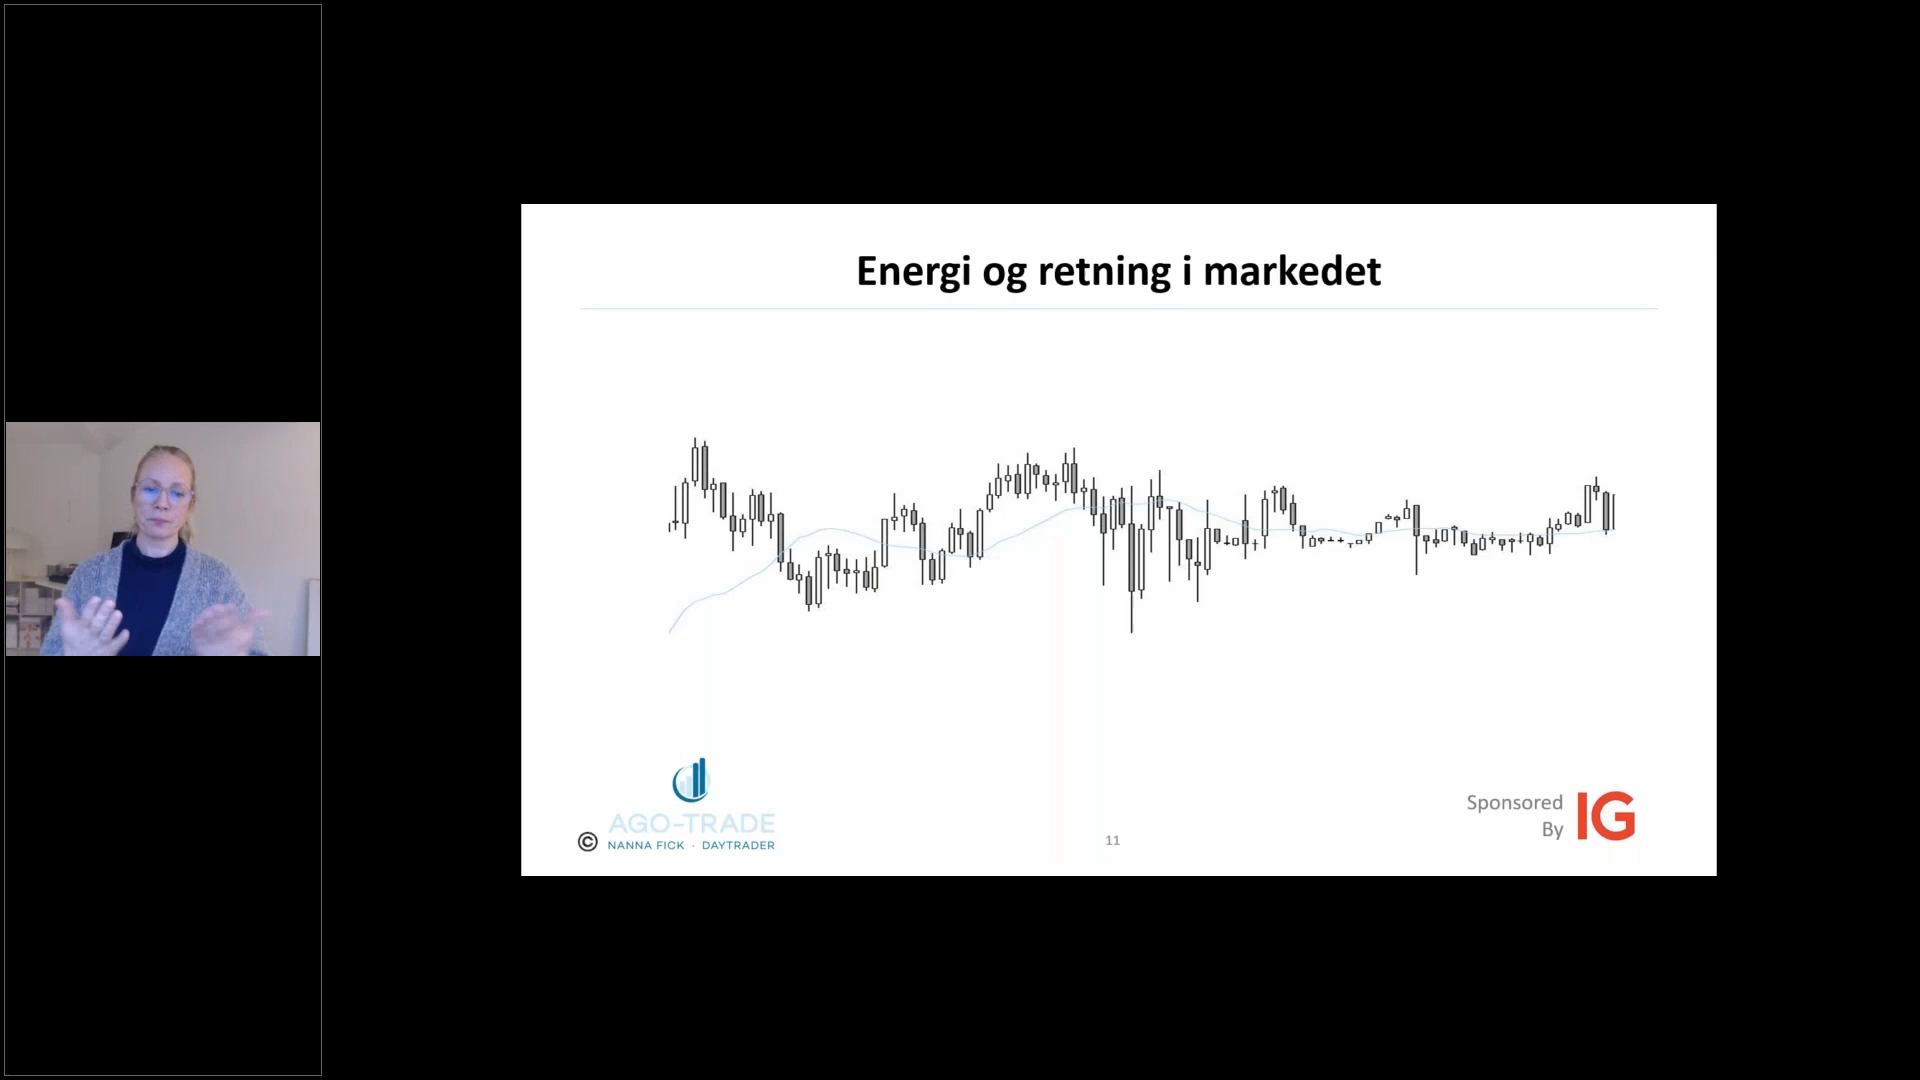 Energi og retning i markedet
AGO-TRADE
© NANNA FICK · DAYTRADER
11
Sponsored
By
IG